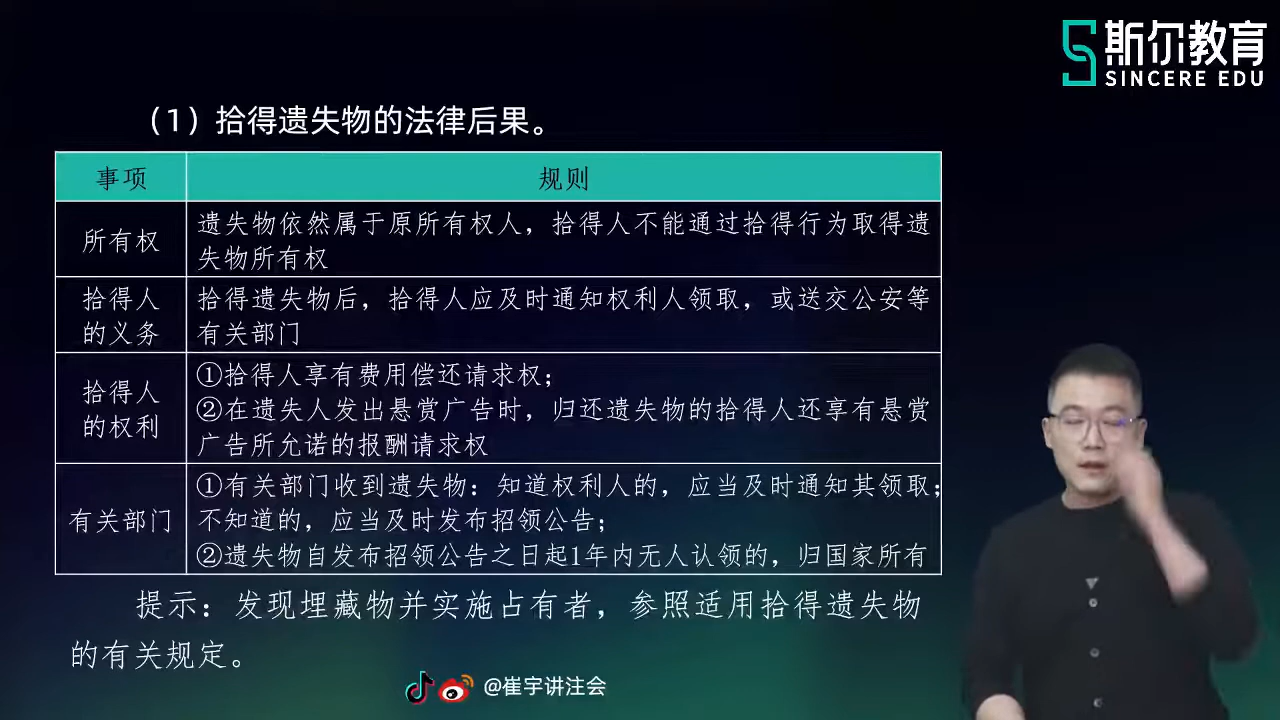 斯尔教育
SINCERE EDU
（1）拾得遗失物的法律后果。
事项
规则
所有权
遗失物依然属于原所有权人，拾得人不能通过拾得行为取得遗
失物所有权
拾得人
的义务
拾得遗失物后，拾得人应及时通知权利人领取，或送交公安等
有关部门
拾得人
的权利
①拾得人享有费用偿还请求权；
②在遗失人发出悬赏广告时，归还遗失物的拾得人还享有悬赏
广告所允诺的报酬请求权
有关部门
①有关部门收到遗失物：知道权利人的，应当及时通知其领取；
不知道的，应当及时发布招领公告；
②遗失物自发布招领公告之日起1年内无人认领的，归国家所有
提示：发现埋藏物并实施占有者，参照适用拾得遗失物
的有关规定。
@崔宇讲注会